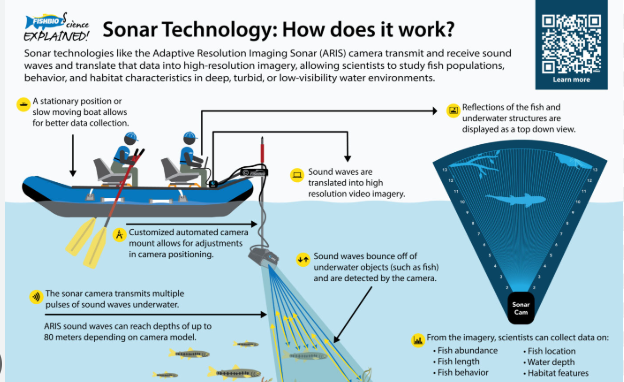 FISHBIO Science
EXPLAINED!
Sonar Technology: How does it work?
Sonar technologies like the Adaptive Resolution Imaging Sonar (ARIS) camera transmit and receive sound
waves and translate that data into high-resolution imagery, allowing scientists to study fish populations,
behavior, and habitat characteristics in deep, turbid, or low-visibility water environments.
Learn more
A stationary position or
slow moving boat allows
for better data collection.
Reflections of the fish and
underwater structures are
displayed as a top down view.
Sound waves are
translated into high
resolution video imagery.
Customized automated camera
mount allows for adjustments
in camera positioning.
Sound waves bounce off of
underwater objects (such as fish)
and are detected by the camera.
The sonar camera transmits multiple
pulses of sound waves underwater.
ARIS sound waves can reach depths of up to
80 meters depending on camera model.
Sonar
Cam
From the imagery, scientists can collect data on:
• Fish abundance
• Fish length
• Fish behavior
• Fish location
• Water depth
• Habitat features